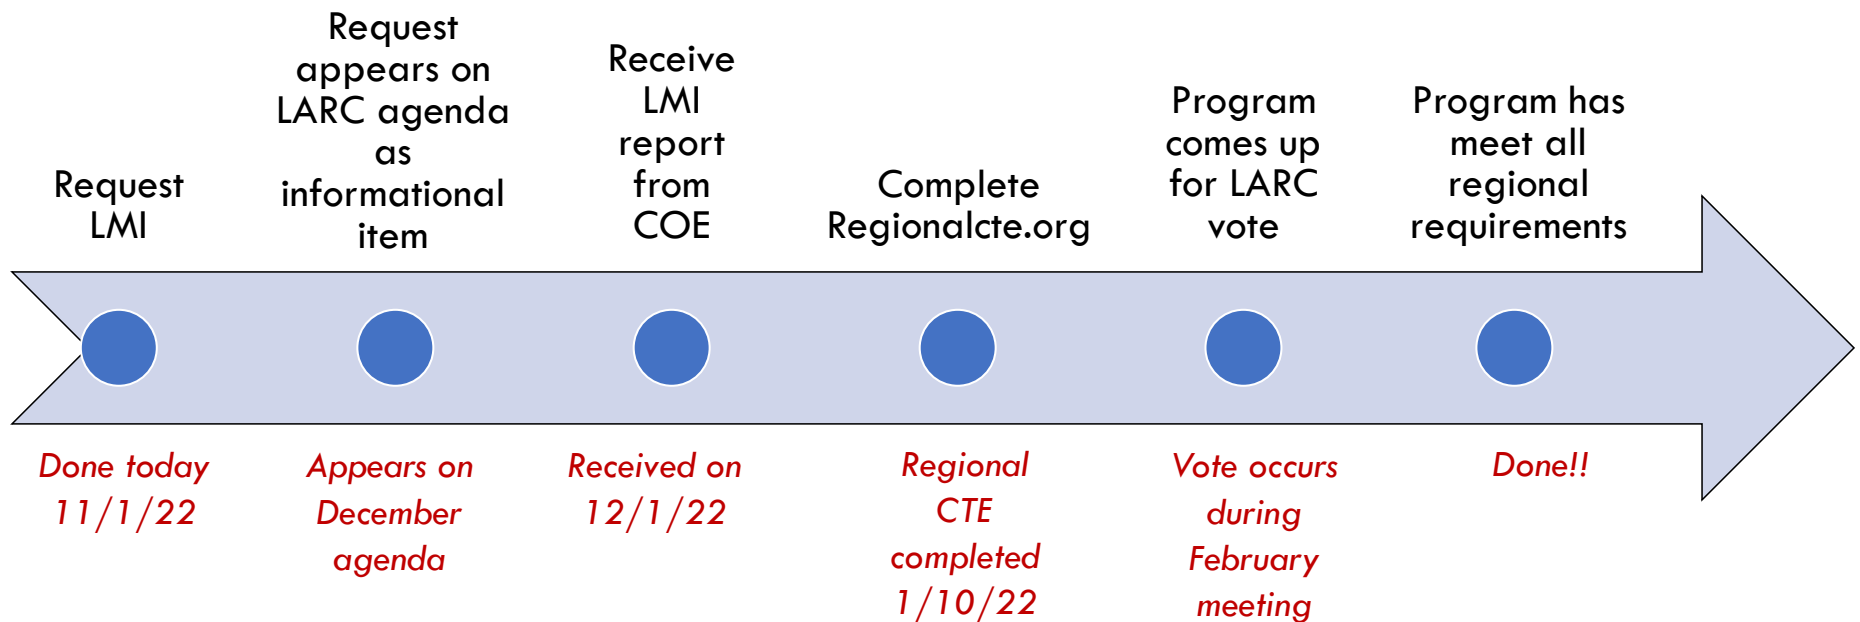 Request
LMI
Request
appears on
LARC agenda
as
informational
item
Receive
LMI
report
from
COE
Complete
Regionalcte.org
Program
comes up
for LARC
vote
Program has
meet all
regional
requirements
Done today
11/1/22
Appears on
December
agenda
Received on
12/1/22
Regional
CTE
completed
1/10/22
Vote occurs
during
February
meeting
Done!!